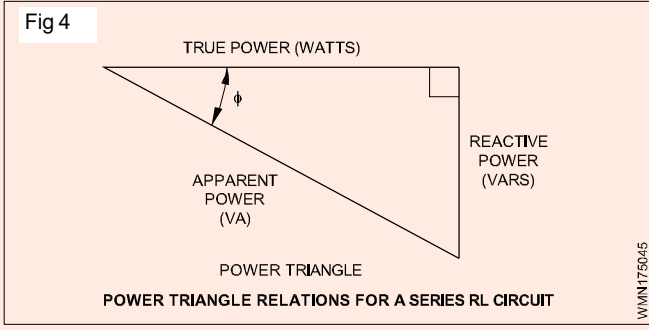 Fig 4
TRUE POWER (WATTS)
ϕ
REACTIVE
POWER
(VARS)
APPARENT
POWER
(VA)
POWER TRIANGLE
POWER TRIANGLE RELATIONS FOR A SERIES RL CIRCUIT
WMN175045